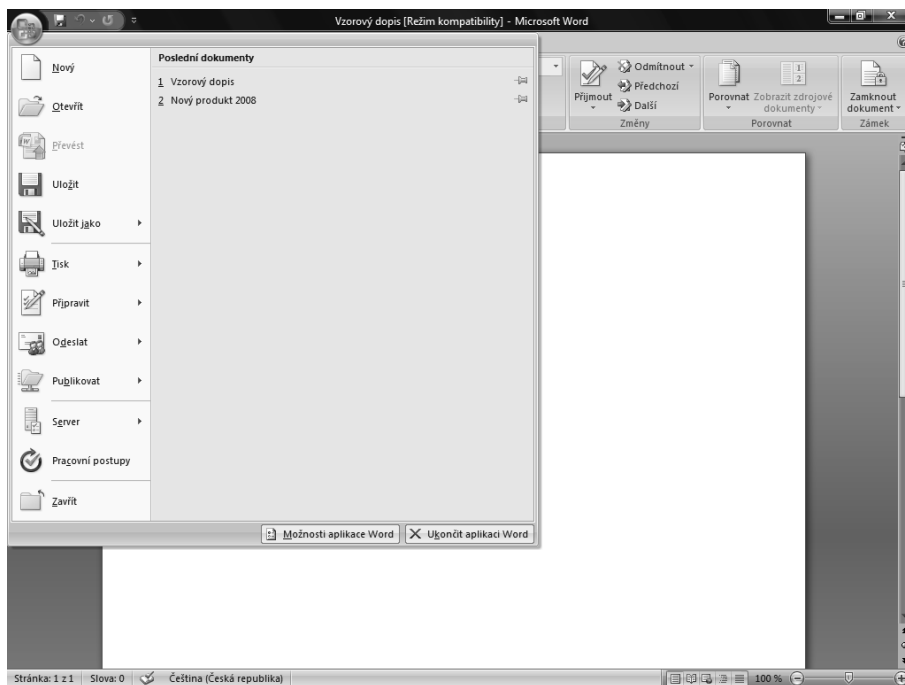 Vzorový dopis [Režim kompatibility] - Microsoft Word
Nový
Otevřít
Převést
Uložit
Uložit jako
Tisk
Připravit
Odeslat
Publikovat
Server
Pracovní postupy
Zavřít
Poslední dokumenty
1 Vzorový dopis
2 Nový produkt 2008
Možnosti aplikace Word
Ukončit aplikaci Word
Přijmout
Odmítnout
Předchozí
Další
Změny
Porovnat
Zobrazit zdrojové
dokumenty
Porovnat
Zamknout
dokument
Zámek
Stránka: 1 z 1 Slova: 0 Čeština (Česká republika) 100 %